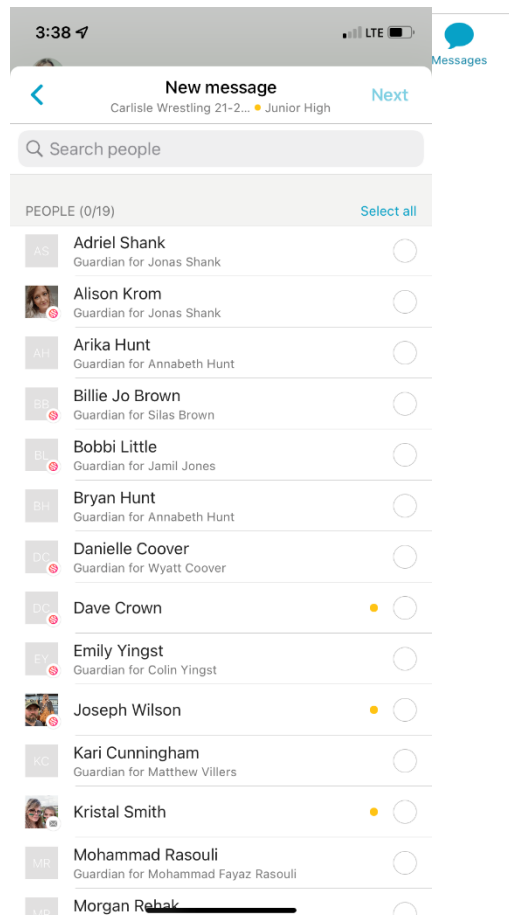 3:38
LTE
Messages
New message
Carlisle Wrestling 21-2... Junior High
Next
Search people
PEOPLE (0/19)
Select all
AS
Adriel Shank
Guardian for Jonas Shank
Alison Krom
Guardian for Jonas Shank
AH
Arika Hunt
Guardian for Annabeth Hunt
BB
Billie Jo Brown
Guardian for Silas Brown
BL
Bobbi Little
Guardian for Jamil Jones
BH
Bryan Hunt
Guardian for Annabeth Hunt
DC
Danielle Coover
Guardian for Wyatt Coover
DC
Dave Crown
EY
Emily Yingst
Guardian for Colin Yingst
Joseph Wilson
KC
Kari Cunningham
Guardian for Matthew Villers
Kristal Smith
MR
Mohammad Rasouli
Guardian for Mohammad Fayaz Rasouli
MR
Morgan Rehak